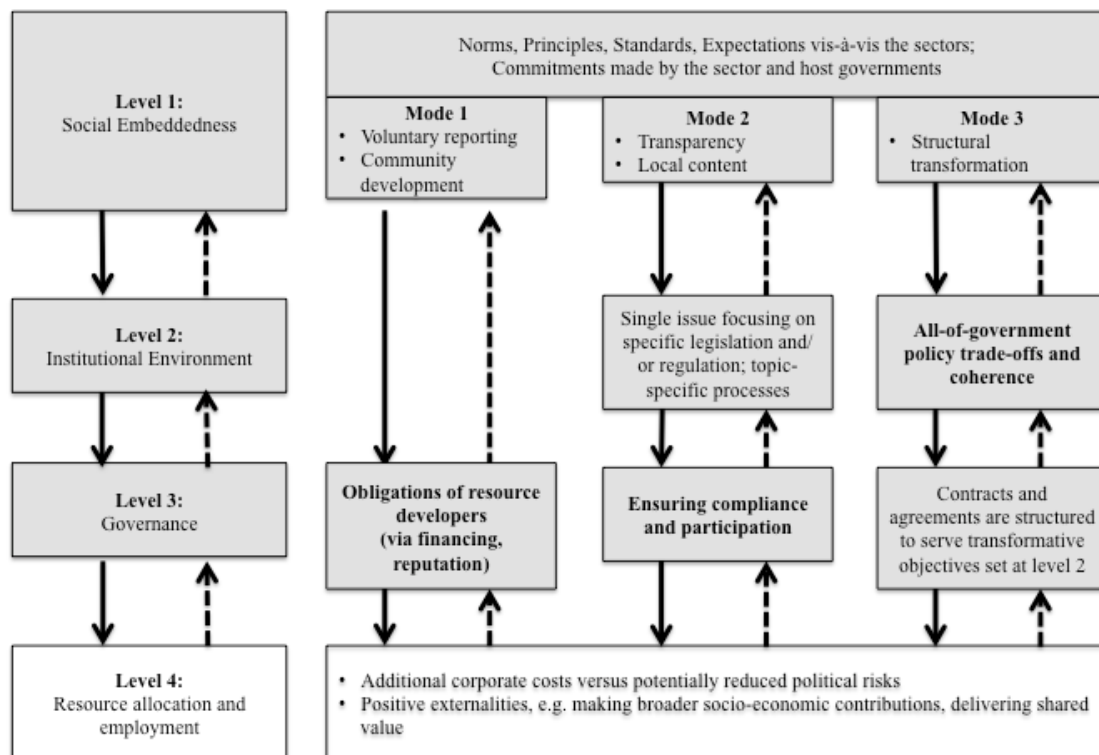 Level 1:
Social Embeddedness
Norms, Principles, Standards, Expectations vis-à-vis the sectors;
Commitments made by the sector and host governments
Mode 1
• Voluntary reporting
• Community
development
Mode 2
• Transparency
• Local content
Mode 3
• Structural
transformation
Level 2:
Institutional Environment
Single issue focusing on
specific legislation and/
or regulation; topic-
specific processes
All-of-government
policy trade-offs and
coherence
Level 3:
Governance
Obligations of resource
developers
(via financing,
reputation)
Ensuring compliance
and participation
Contracts and
agreements are structured
to serve transformative
objectives set at level 2
Level 4:
Resource allocation and
employment
• Additional corporate costs versus potentially reduced political risks
• Positive externalities, e.g. making broader socio-economic contributions, delivering shared
value